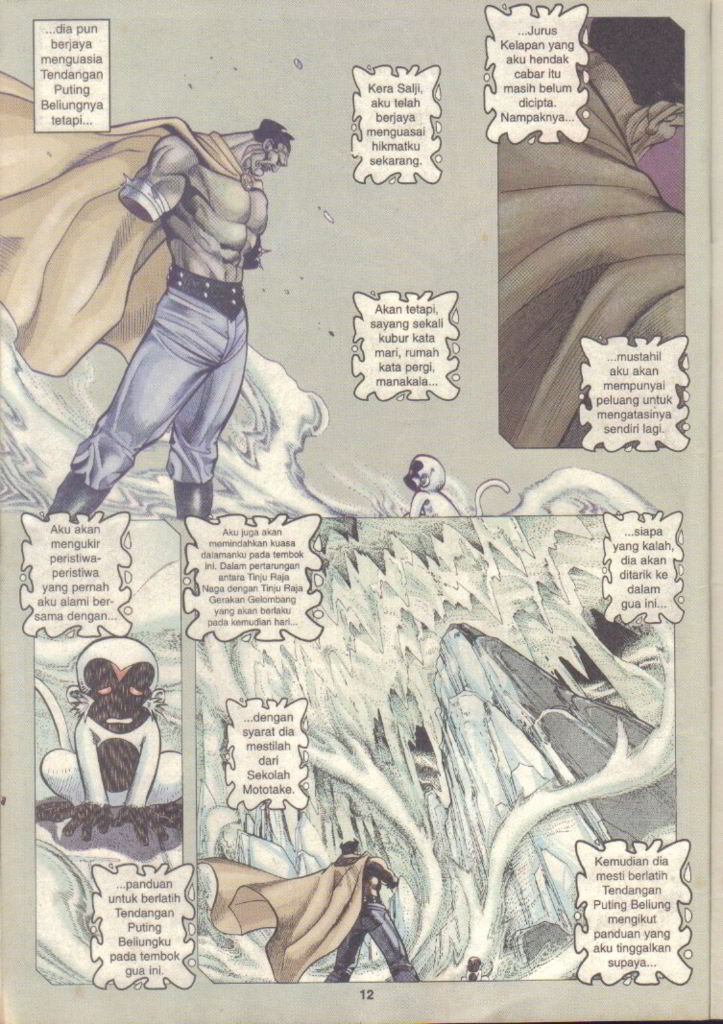 ...dia pun
berjaya
menguasia
Tendangan
Puting
Beliungnya
tetapi...
Kera Salji,
aku telah
berjaya
menguasai
hikmatku
sekarang.
...Jurus
Kelapan yang
aku hendak
cabar itu
masih belum
dicipta.
Nampaknya...
Akan tetapi,
sayang sekali
kubur kata
mari, rumah
kata pergi,
manakala...
...mustahil
aku akan
mempunyai
peluang untuk
mengatasinya
sendiri lagi.
Aku akan
mengukir
peristiwa-
peristiwa
yang pernah
aku alami ber-
sama dengan...
...panduan
untuk berlatih
Tendangan
Puting
Beliungku
pada tembok
gua ini.
Aku juga akan
memindahkan kuasa
dalamanku pada tembok
ini. Dalam pertarungan
antara Tinju Raja
Naga dengan Tinju Raja
Gerakan Gelombang
yang akan berlaku
pada kemudian hari...
...siapa
yang kalah,
dia akan
ditarik ke
dalam
gua ini...
...dengan
syarat dia
mestilah
dari
Sekolah
Mototake.
Kemudian dia
mesti berlatih
Tendangan
Puting Beliung
mengikut
panduan yang
aku tinggalkan
supaya...
12